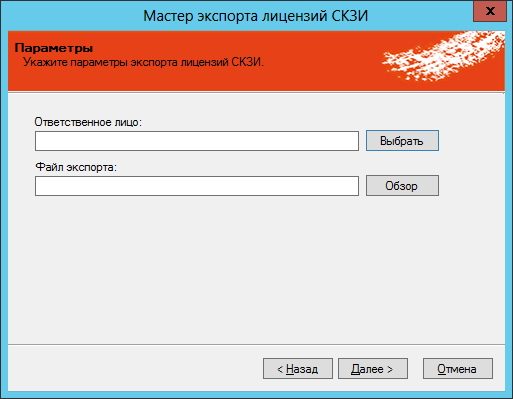 Мастер экспорта лицензий СКЗИ
X
Параметры
Укажите параметры экспорта лицензий СКЗИ.
Ответственное лицо:
Выбрать
Файл экспорта:
Обзор
< Назад
Далее >
Отмена